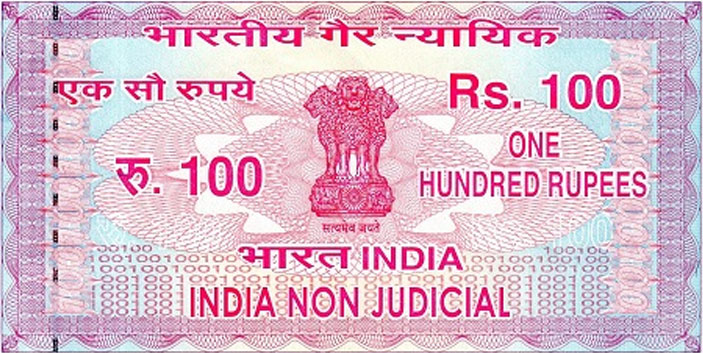 भारतीय गैर न्यायिक
एक सौ रुपये
Rs. 100
रु. 100
ONE
HUNDRED RUPEES
सत्यमेव जयते
भारत INDIA
INDIA NON JUDICIAL